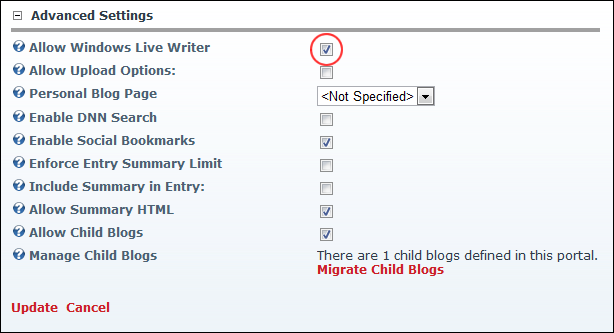 Advanced Settings
Allow Windows Live Writer
Allow Upload Options:
Personal Blog Page <Not Specified>
Enable DNN Search
Enable Social Bookmarks
Enforce Entry Summary Limit
Include Summary in Entry:
Allow Summary HTML
Allow Child Blogs
Manage Child Blogs There are 1 child blogs defined in this portal.
Migrate Child Blogs
Update Cancel